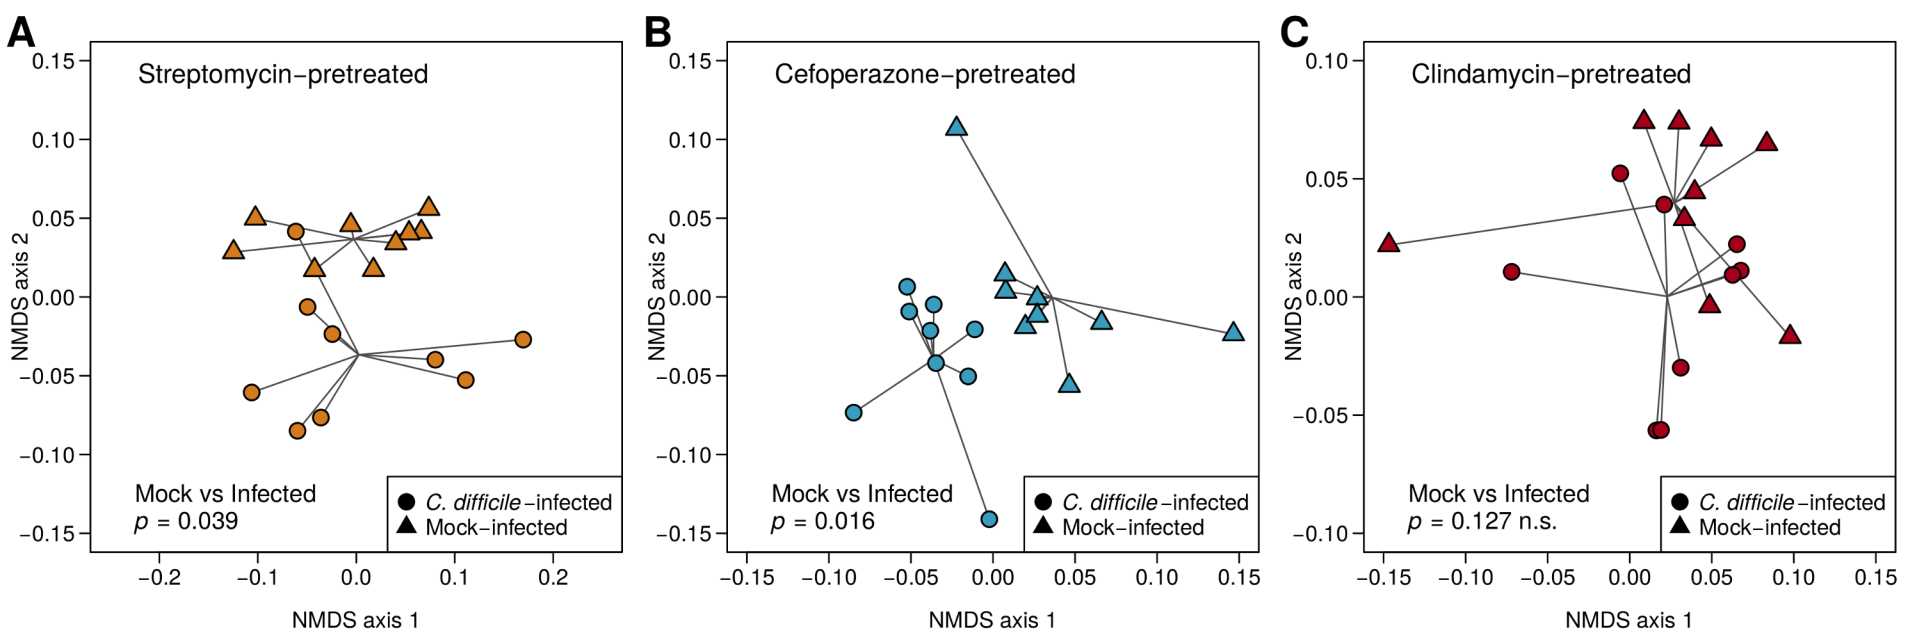 A
Streptomycin−pretreated
0.15
0.10
0.05
0.00
−0.05
−0.10
−0.15
NMDS axis 2
Mock vs Infected
p = 0.039
C. difficile−infected
Mock−infected
−0.2
−0.1
0.0
0.1
0.2
NMDS axis 1
B
Cefoperazone−pretreated
0.15
0.10
0.05
0.00
−0.05
−0.10
−0.15
NMDS axis 2
Mock vs Infected
p = 0.016
C. difficile−infected
Mock−infected
−0.15
−0.10
−0.05
0.00
0.05
0.10
0.15
NMDS axis 1
C
Clindamycin−pretreated
0.10
0.05
0.00
−0.05
−0.10
NMDS axis 2
Mock vs Infected
p = 0.127 n.s.
C. difficile−infected
Mock−infected
−0.15
−0.10
−0.05
0.00
0.05
0.10
0.15
NMDS axis 1